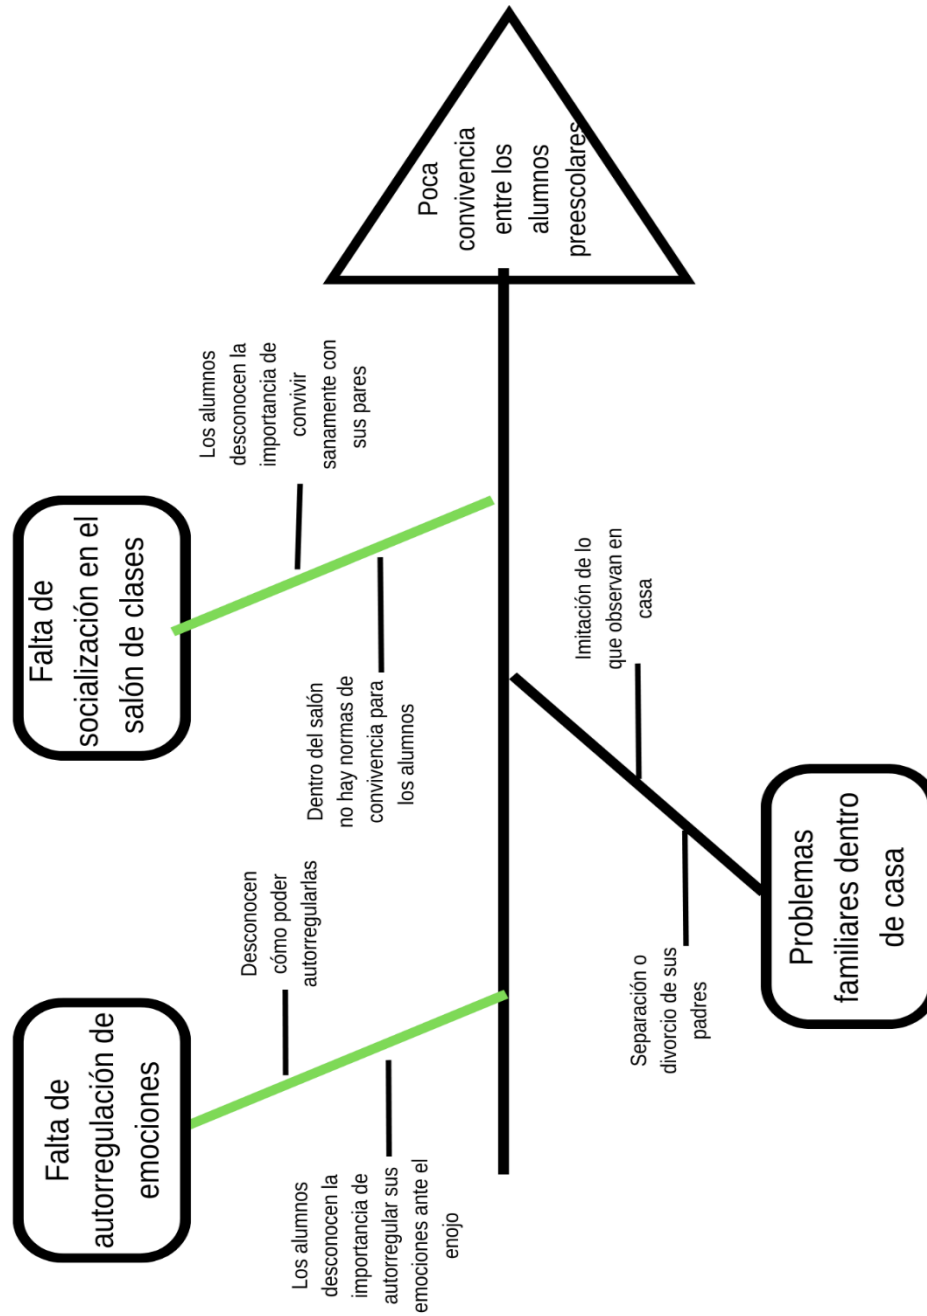 Falta de
autorregulación de
emociones
Falta de
socialización en el
salón de clases
Desconocen
cómo poder
autorregularlas
Los alumnos
desconocen la
importancia de
autorregular sus
emociones ante el
enojo
Los alumnos
desconocen la
importancia de
convivir
sanamente con
sus pares
Dentro del salón
no hay normas de
convivencia para
los alumnos
Poca
convivencia
entre los
alumnos
preescolares
Imitación de lo
que observan en
casa
Separación o
divorcio de sus
padres
Problemas
familiares dentro
de casa